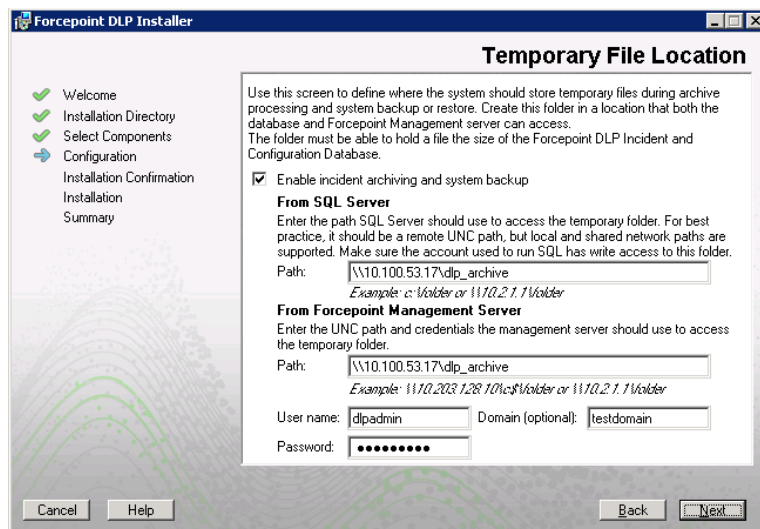 Forcepoint DLP Installer
Temporary File Location
Welcome
Installation Directory
Select Components
Configuration
Installation Confirmation
Installation
Summary
Use this screen to define where the system should store temporary files during archive
processing and system backup or restore. Create this folder in a location that both the
database and Forcepoint Management server can access.
The folder must be able to hold a file the size of the Forcepoint DLP Incident and
Configuration Database.
Enable incident archiving and system backup
From SQL Server
Enter the path SQL Server should use to access the temporary folder. For best
practice, it should be a remote UNC path, but local and shared network paths are
supported. Make sure the account used to run SQL has write access to this folder.
Path: \\10.100.53.17\dlp_archive
Example: c:\folder or \\10.2.1.1\folder
From Forcepoint Management Server
Enter the UNC path and credentials the management server should use to access
the temporary folder.
Path: \\10.100.53.17\dlp_archive
Example: \\10.203.128.10\c$\folder or \\10.2.1.1\folder
User name: dlpadmin Domain (optional): testdomain
Password: ●●●●●●●●●
Cancel Help Back Next